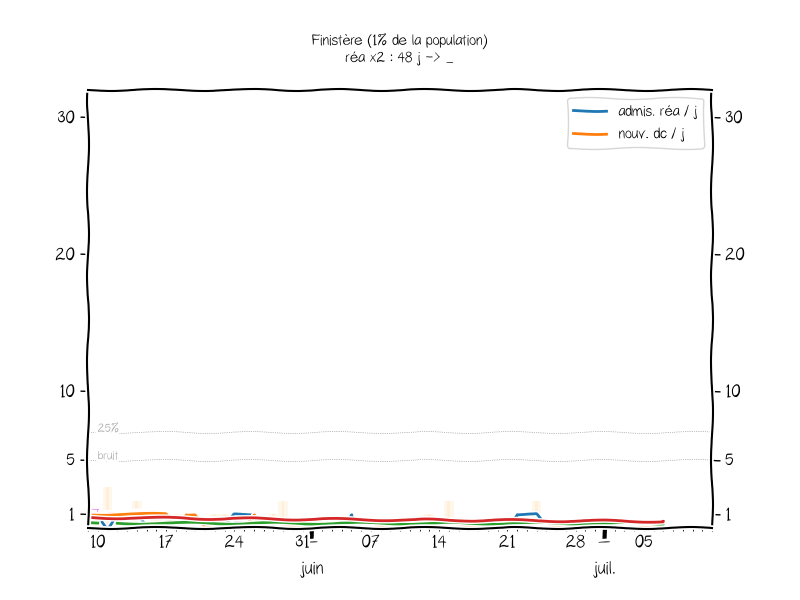 Finistère (1% de la population)
réa x2 : 48 j -> _
admis. réa / j
nouv. dc / j
30 30
20 20
10 10
25%
5 5
bruit
1 1
10 17 24 31 07 14 21 28 05
juin juil.